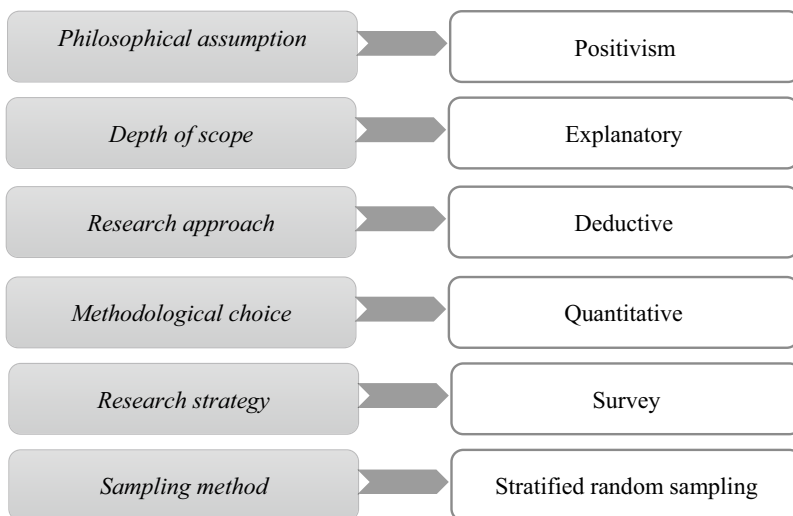 Philosophical assumption
Positivism
Depth of scope
Explanatory
Research approach
Deductive
Methodological choice
Quantitative
Research strategy
Survey
Sampling method
Stratified random sampling